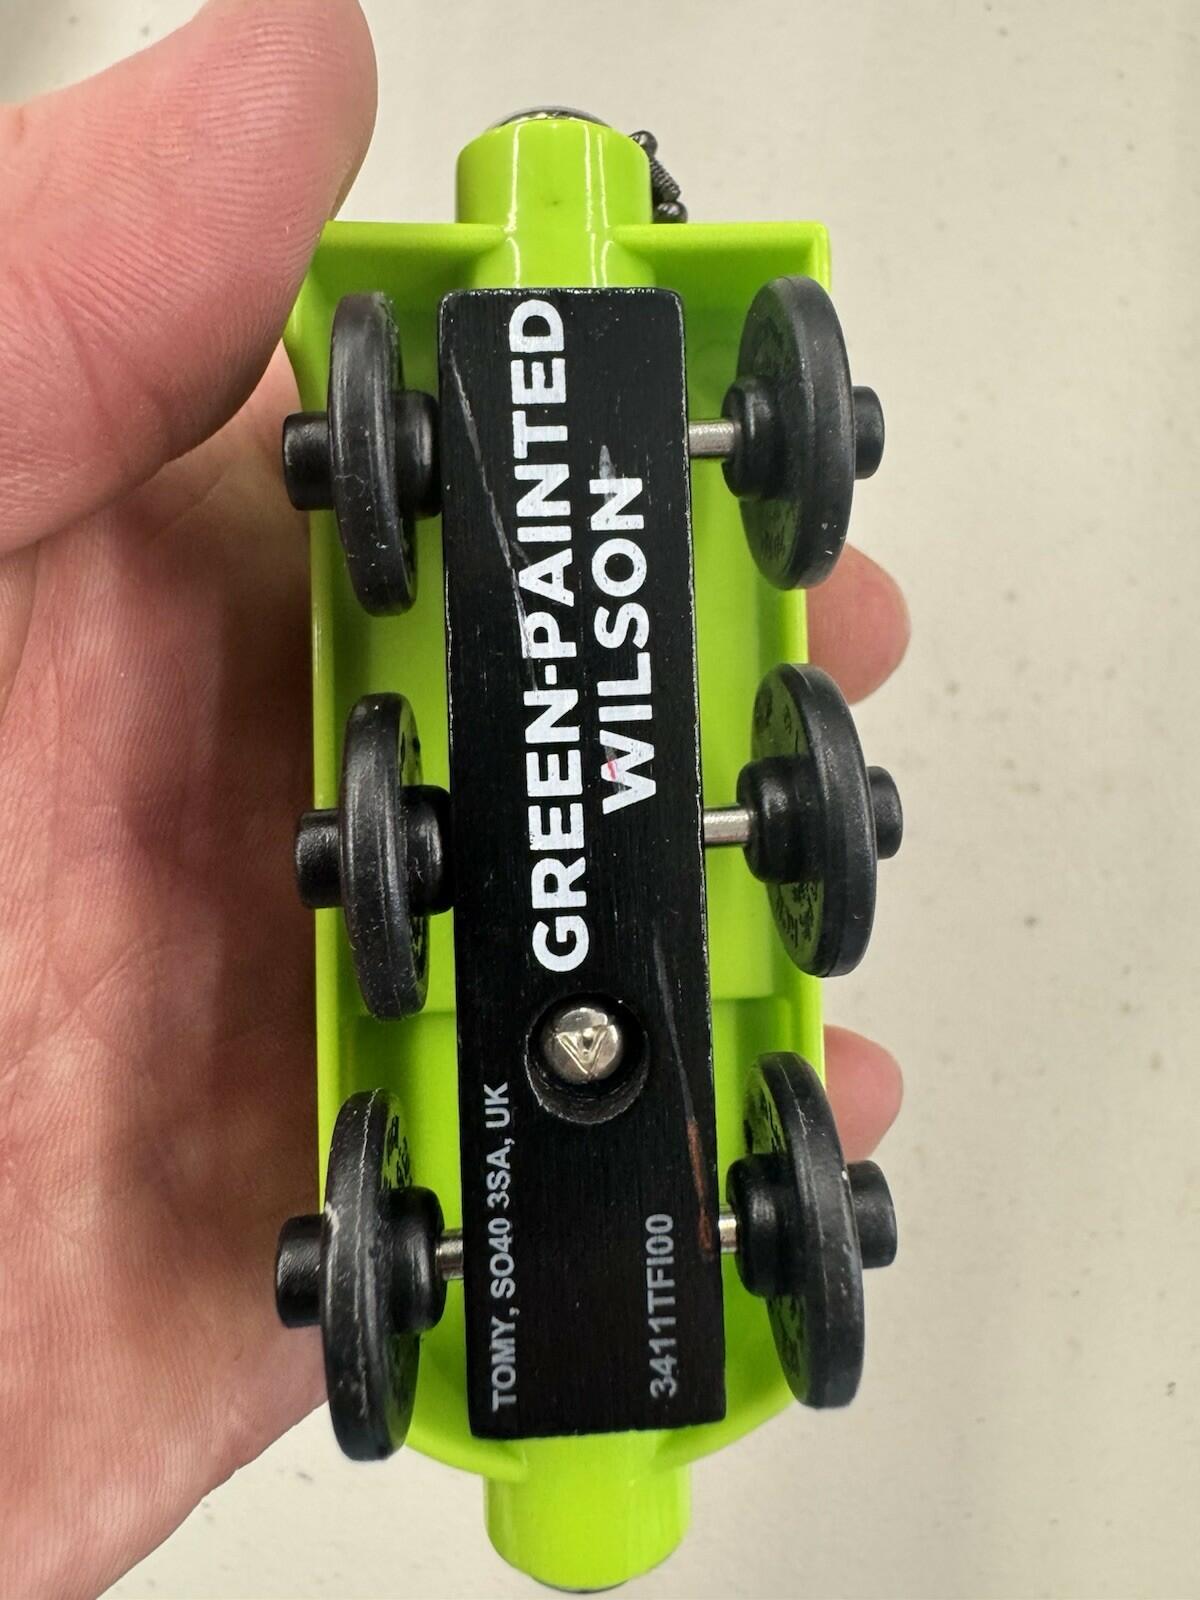 GREEN-PAINTED
WILSON
TOMY, SO40 3SA, UK
3411TFI00